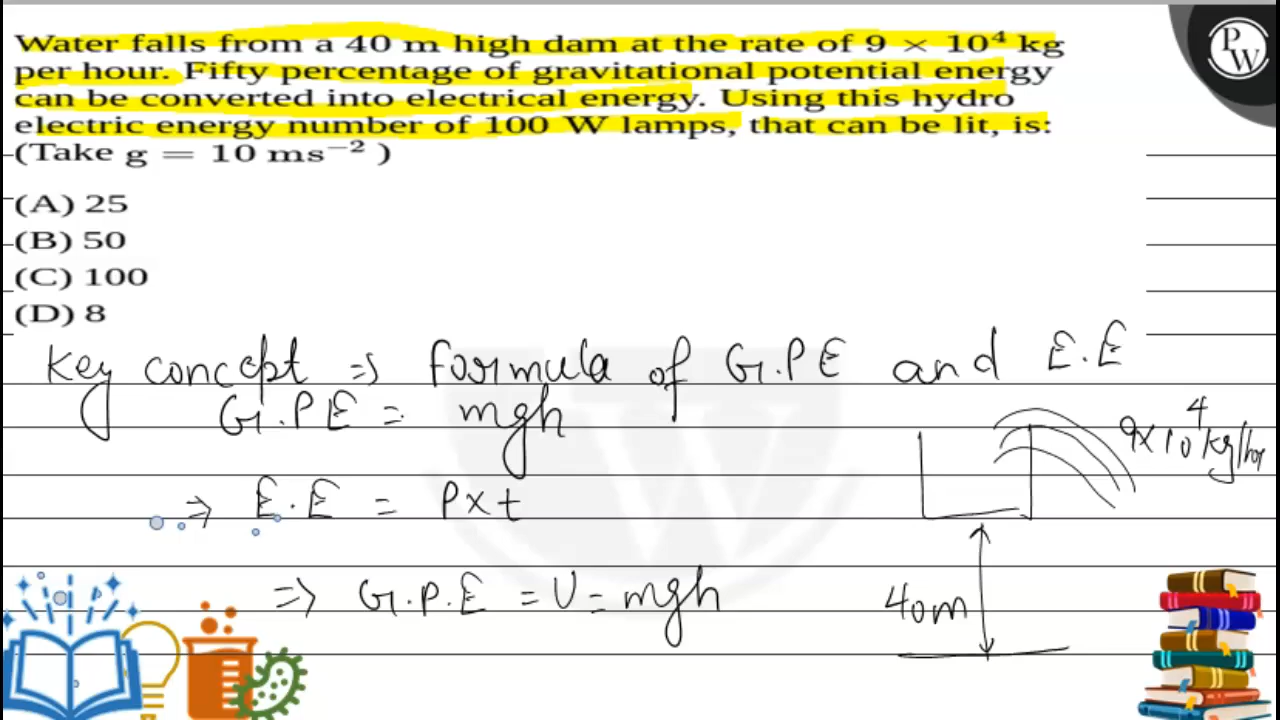 Water falls from a 40 m high dam at the rate of 9 × 10⁴ kg
per hour. Fifty percentage of gravitational potential energy
can be converted into electrical energy. Using this hydro
electric energy number of 100 W lamps, that can be lit, is:
(Take g = 10 ms⁻² )
(A) 25
(B) 50
(C) 100
(D) 8
Key concept ⇒ formula of G.P.E and E.E
G.P.E = mgh
9×10⁴ kg/hor
⇒ E.E = P×t
⇒ G.P.E = U = mgh
40m
PW